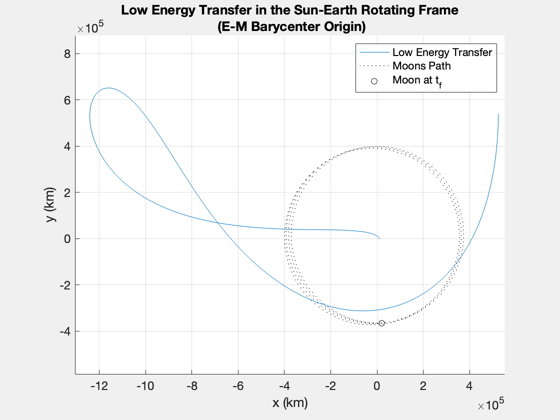 Low Energy Transfer in the Sun-Earth Rotating Frame
(E-M Barycenter Origin)
×10⁵
Low Energy Transfer
Moons Path
Moon at t_f
8
6
4
2
0
-2
-4
y (km)
-12 -10 -8 -6 -4 -2 0 2 4
x (km)
×10⁵